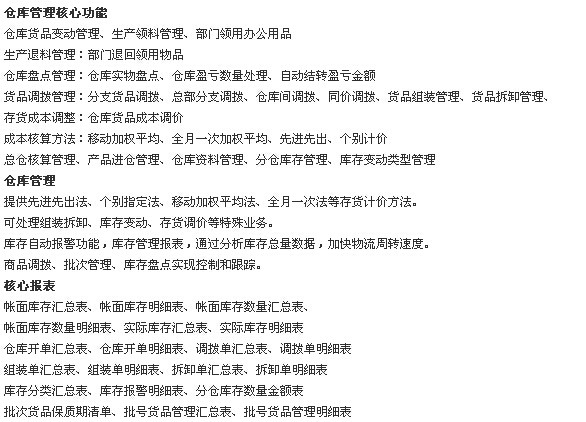 仓库管理核心功能
仓库货品变动管理、生产领料管理、部门领用办公用品
生产退料管理：部门退回领用物品
仓库盘点管理：仓库实物盘点、仓库盈亏数量处理、自动结转盈亏金额
货品调拨管理：分支货品调拨、总部分支调拨、仓库间调拨、同价调拨、货品组装管理、货品拆卸管理、
存货成本调整：仓库货品成本调价
成本核算方法：移动加权平均、全月一次加权平均、先进先出、个别计价
总仓核算管理、产品进仓管理、仓库资料管理、分仓库存管理、库存变动类型管理
仓库管理
提供先进先出法、个别指定法、移动加权平均法、全月一次法等存货计价方法。
可处理组装拆卸、库存变动、存货调价等特殊业务。
库存自动报警功能，库存管理报表，通过分析库存总量数据，加快物流周转速度。
商品调拨、批次管理、库存盘点实现控制和跟踪。
核心报表
帐面库存汇总表、帐面库存明细表、帐面库存数量汇总表、
帐面库存数量明细表、实际库存汇总表、实际库存明细表
仓库开单汇总表、仓库开单明细表、调拨单汇总表、调拨单明细表
组装单汇总表、组装单明细表、拆卸单汇总表、拆卸单明细表
库存分类汇总表、库存报警明细表、分仓库存数量金额表
批次货品保质期清单、批号货品管理汇总表、批号货品管理明细表